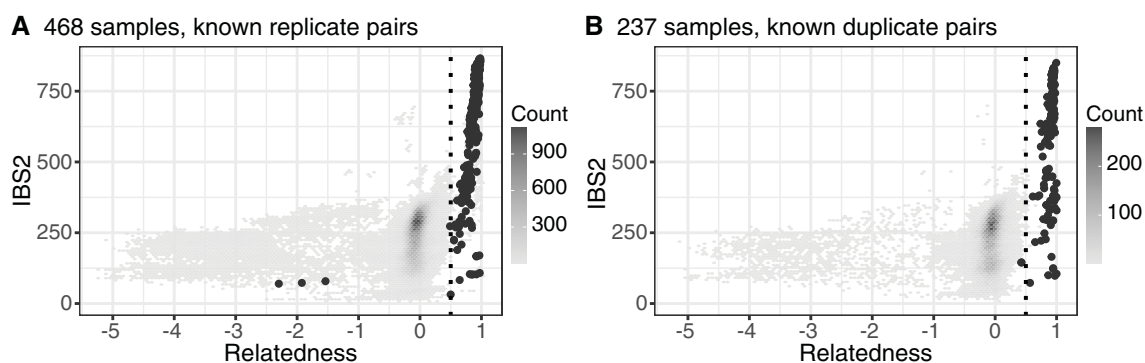 A 468 samples, known replicate pairs
750
500
250
0
IBS2
-5 -4 -3 -2 -1 0 1
Relatedness
Count
900
600
300
B 237 samples, known duplicate pairs
750
500
250
0
IBS2
-5 -4 -3 -2 -1 0 1
Relatedness
Count
200
100